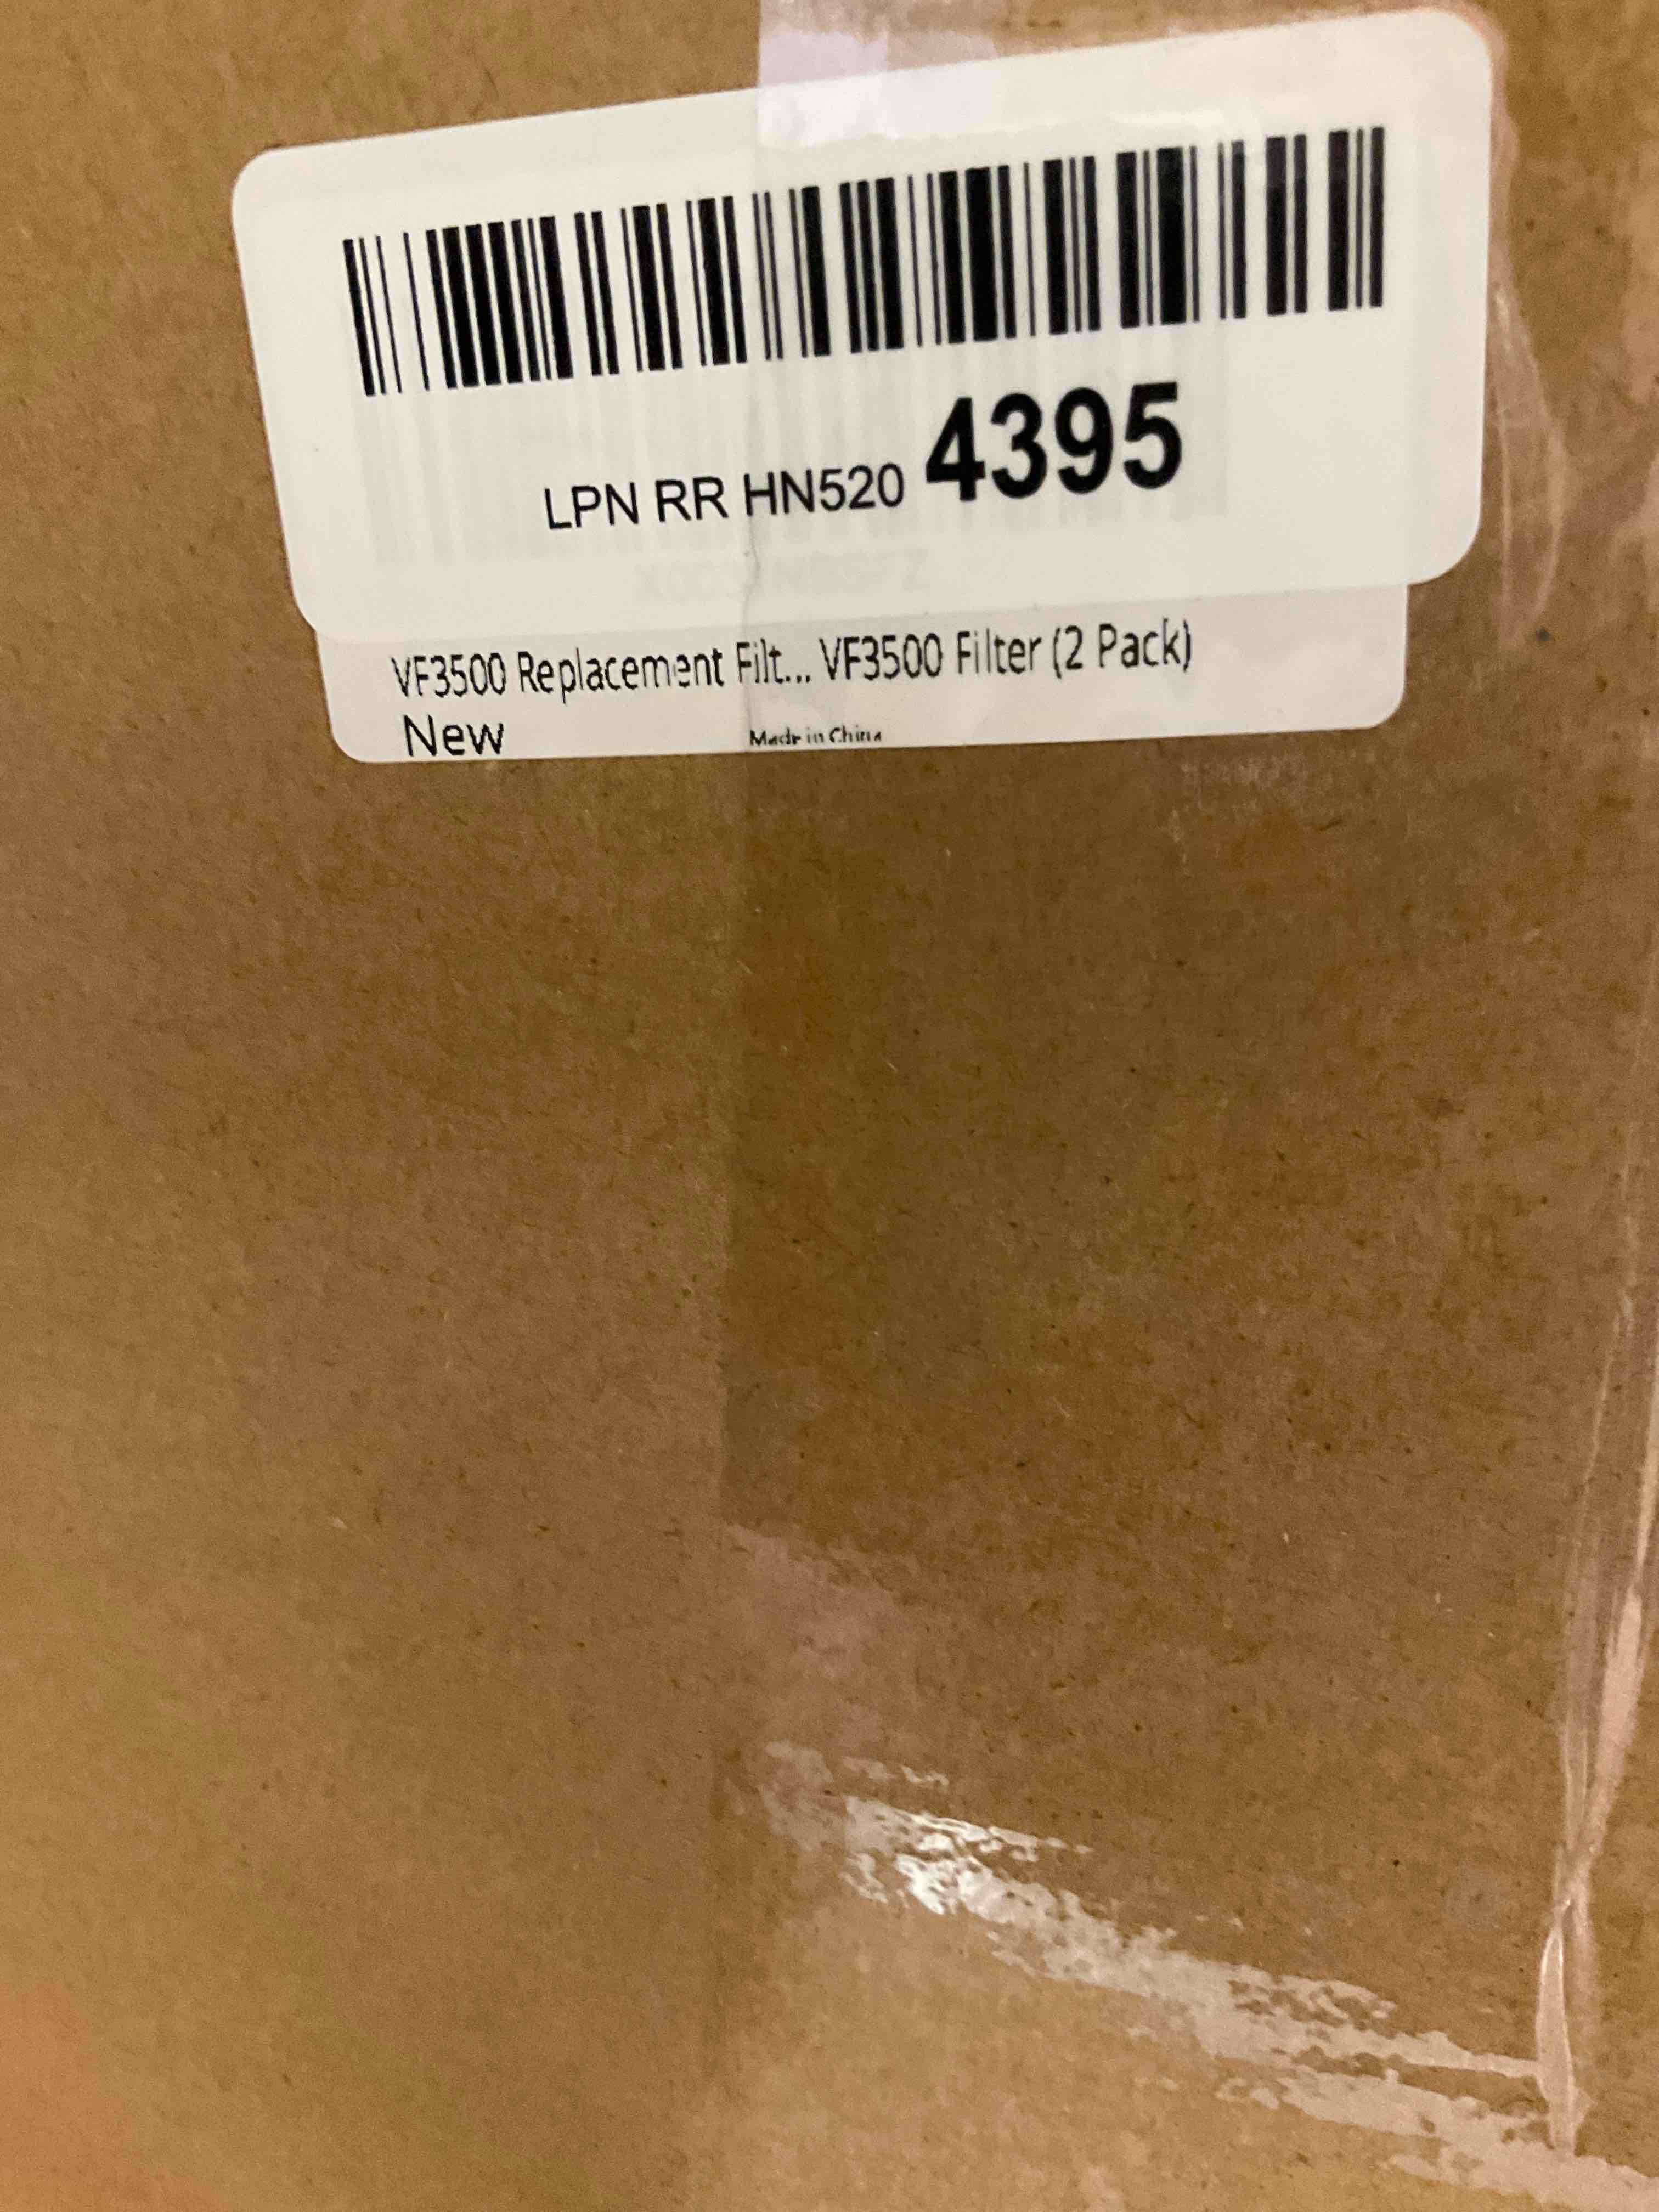 LPN RR HN520 4395
VF3500 Replacement Filt... VF3500 Filter (2 Pack)
New
Made in China